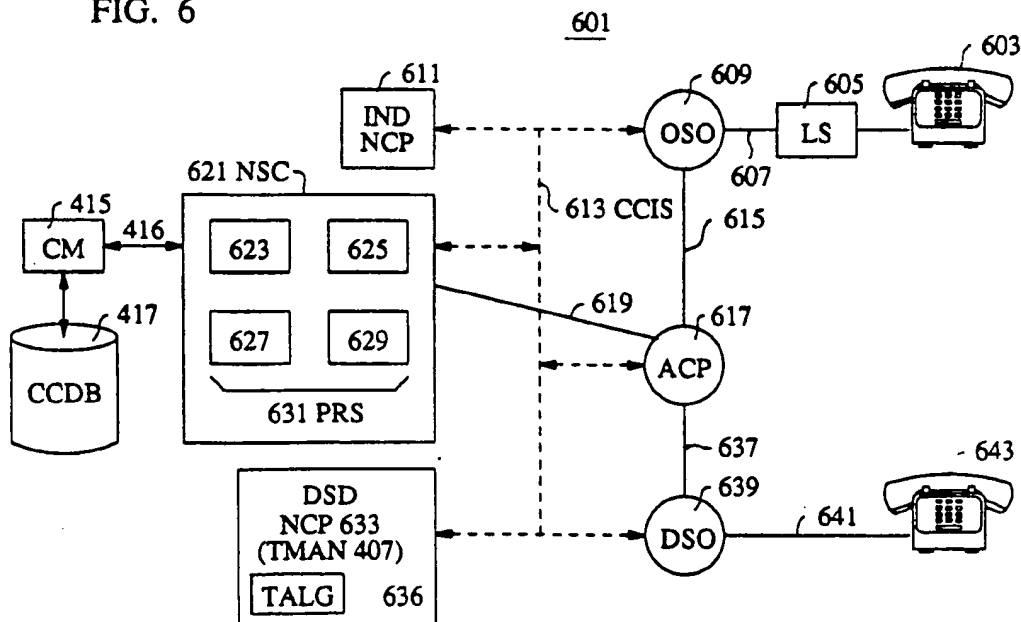 FIG. 6
601
603
609
605
611
IND
NCP
OSO
LS
607
621 NSC
613 CCIS
415
416
CM
623
625
615
619
617
417
627
629
ACP
CCDB
631 PRS
637
643
DSD
NCP 633
(TMAN 407)
639
641
DSO
TALG
636